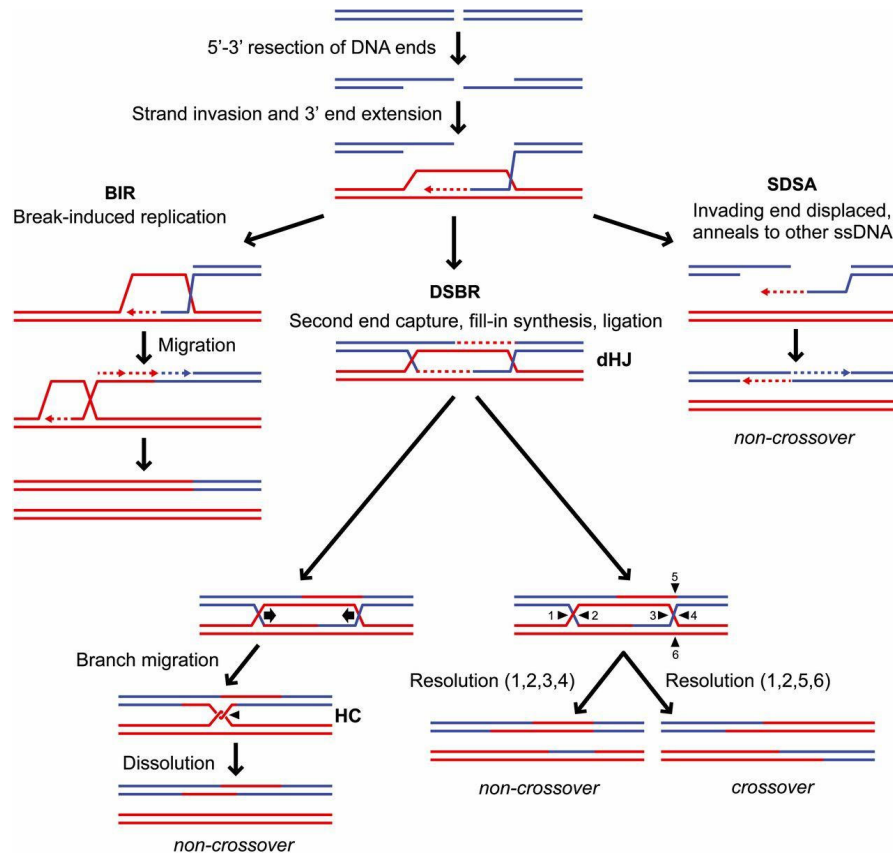 5'-3' resection of DNA ends
Strand invasion and 3' end extension
BIR
Break-induced replication
SDSA
Invading end displaced,
anneals to other ssDNA
DSBR
Second end capture, fill-in synthesis, ligation
dHJ
Migration
non-crossover
5
1
2
3
4
6
Branch migration
HC
Dissolution
non-crossover
Resolution (1,2,3,4)
Resolution (1,2,5,6)
non-crossover
crossover